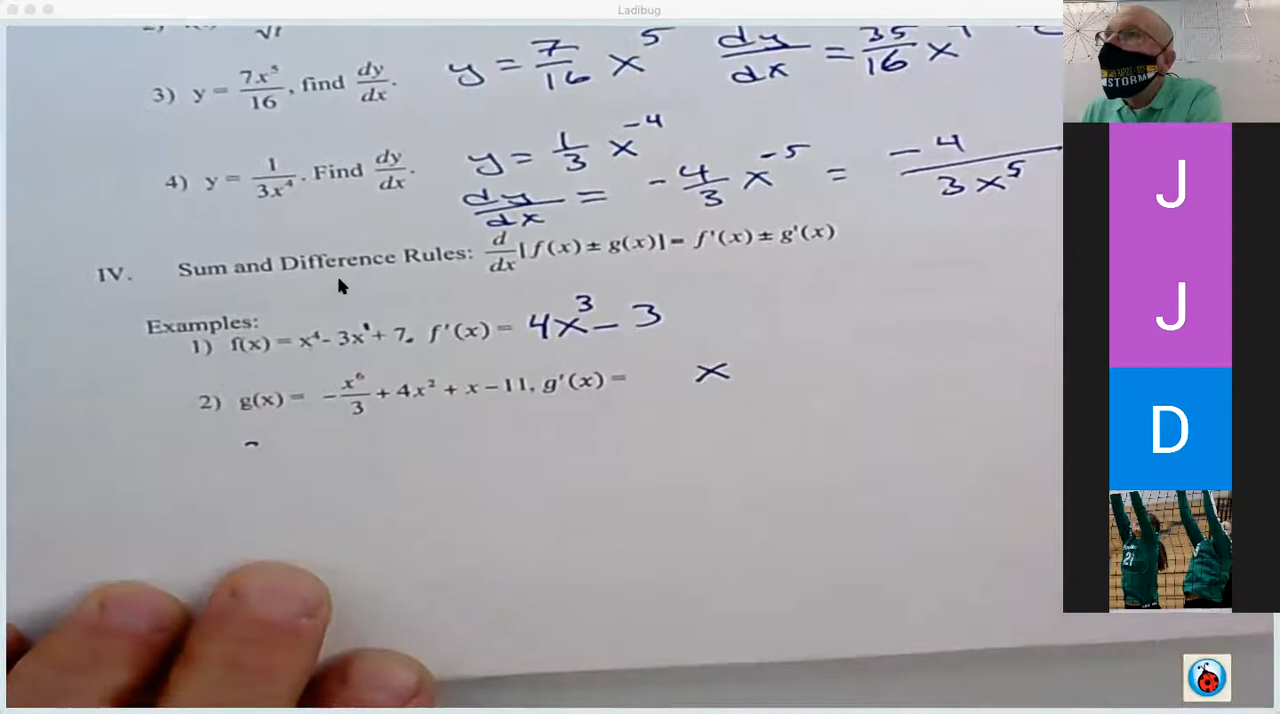 Ladibug
3) y = 7x⁵/16, find dy/dx. y = 7/16 x⁵ dy/dx = 35/16 x
4) y = 1/3x⁴. Find dy/dx. y = 1/3 x⁻⁴
dy/dx = -4/3 x⁻⁵ = -4/3x⁵
IV. Sum and Difference Rules: d/dx [f(x) ± g(x)] = f'(x) ± g'(x)
Examples:
1) f(x) = x⁴- 3x¹ + 7. f'(x) = 4x³ - 3
2) g(x) = -x⁶/3 + 4x² + x - 11, g'(x) = x
STORM
J
J
D
21